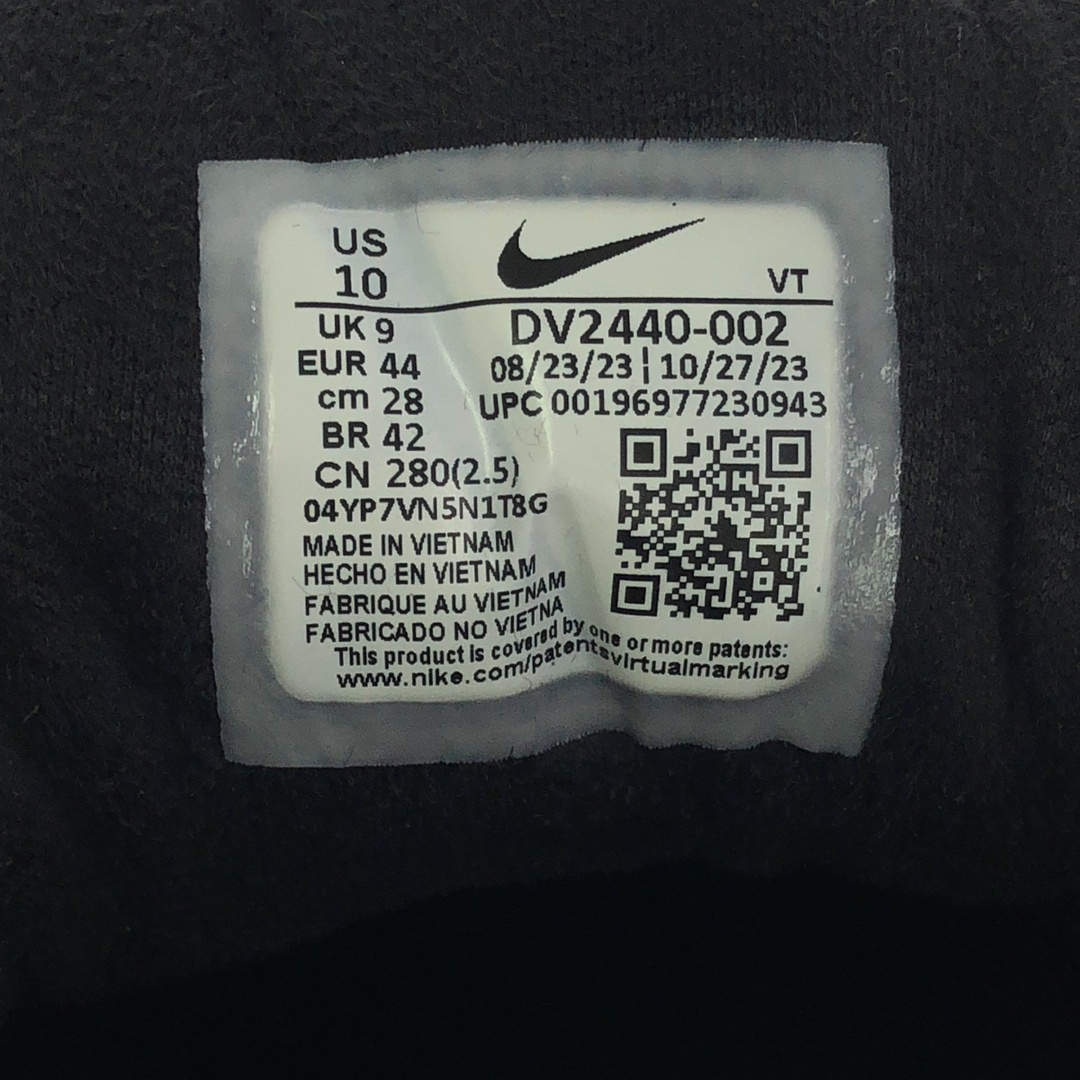 US
10
VT
UK 9
EUR 44
cm 28
BR 42
CN 280(2.5)
DV2440-002
08/23/23 ¦ 10/27/23
UPC 00196977230943
04YP7VN5N1T8G
MADE IN VIETNAM
HECHO EN VIETNAM
FABRIQUE AU VIETNAM
FABRICADO NO VIETNA
This product is covered by one or more patents:
www.nike.com/patentsvirtualmarking